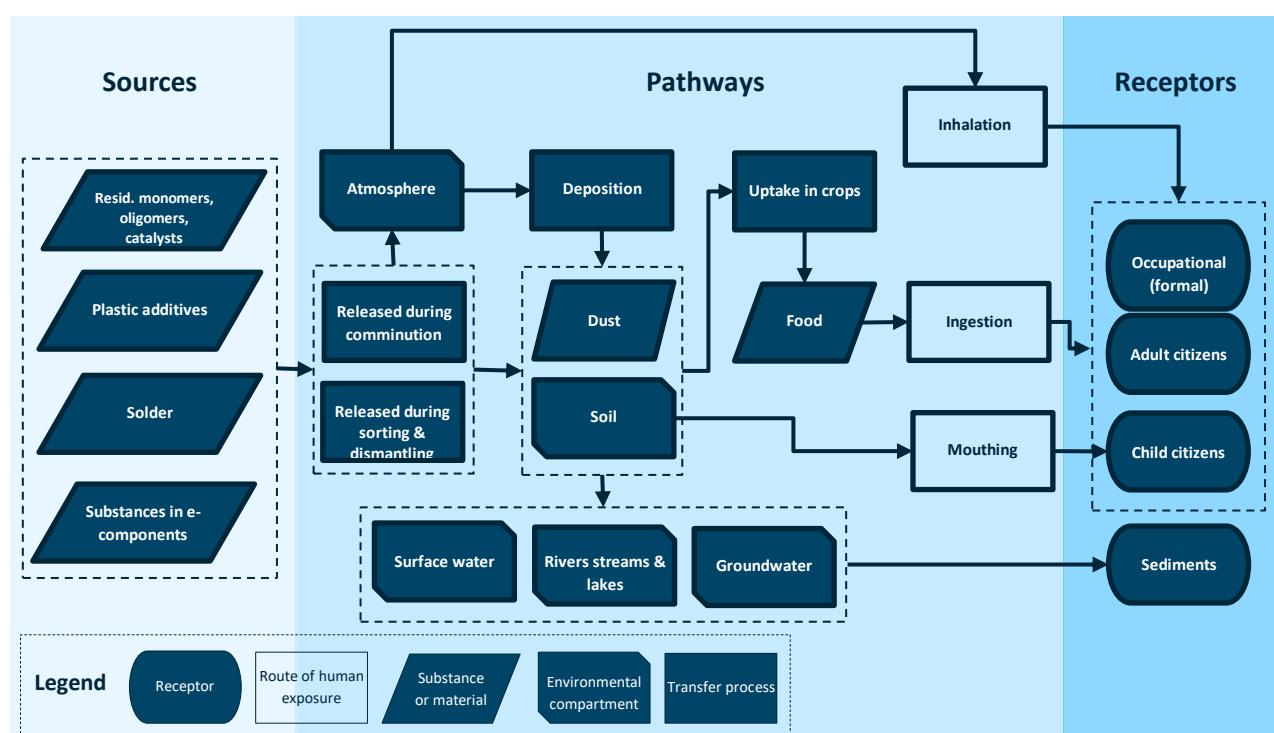 Sources
Pathways
Receptors
Resid. monomers,
oligomers,
catalysts
Plastic additives
Solder
Substances in e-
components
Atmosphere
Deposition
Uptake in crops
Inhalation
Released during
comminution
Released during
sorting &
dismantling
Dust
Soil
Food
Ingestion
Mouthing
Occupational
(formal)
Adult citizens
Child citizens
Surface water
Rivers streams &
lakes
Groundwater
Sediments
Legend
Receptor
Route of human
exposure
Substance
or material
Environmental
compartment
Transfer process